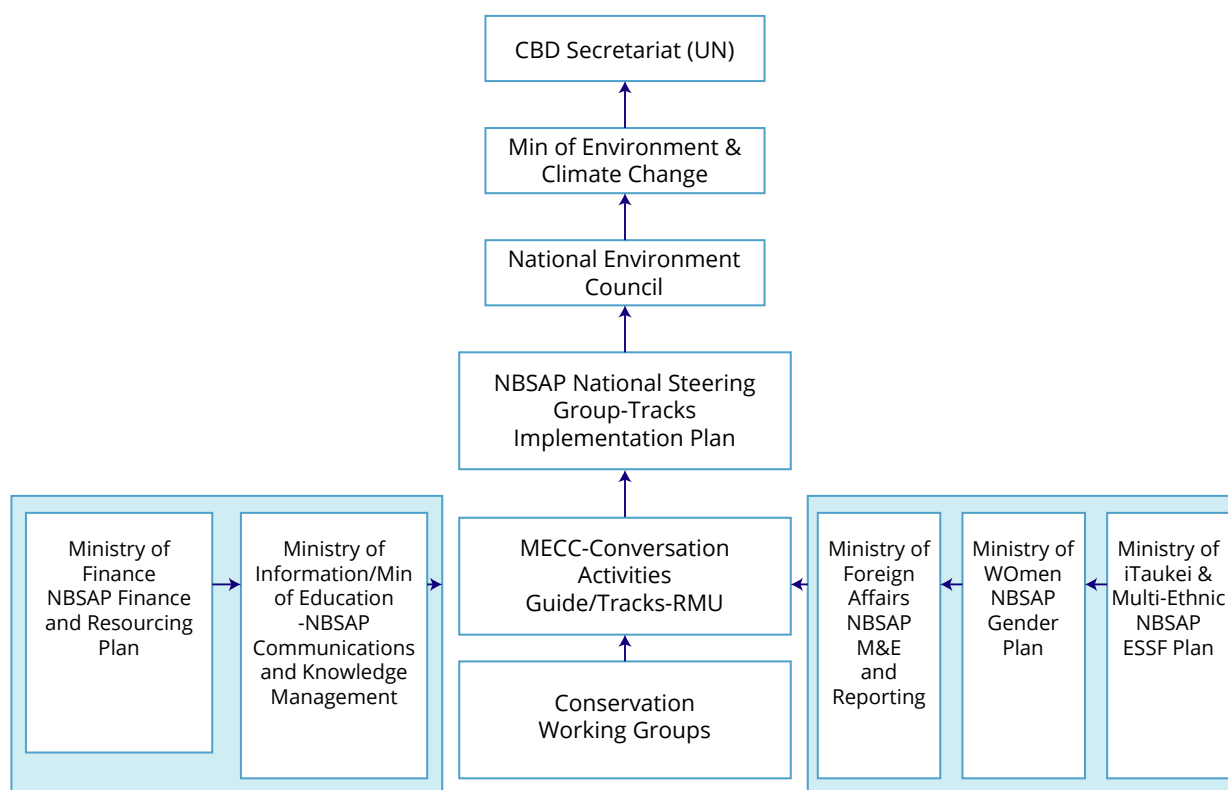 CBD Secretariat (UN)
Min of Environment &
Climate Change
National Environment
Council
NBSAP National Steering
Group-Tracks
Implementation Plan
Ministry of
Finance
NBSAP Finance
and Resourcing
Plan
Ministry of
Information/Min
of Education
-NBSAP
Communications
and Knowledge
Management
MECC-Conversation
Activities
Guide/Tracks-RMU
Conservation
Working Groups
Ministry of
Foreign
Affairs
NBSAP
M&E
and
Reporting
Ministry of
WOmen
NBSAP
Gender
Plan
Ministry of
iTaukei &
Multi-Ethnic
NBSAP
ESSF Plan